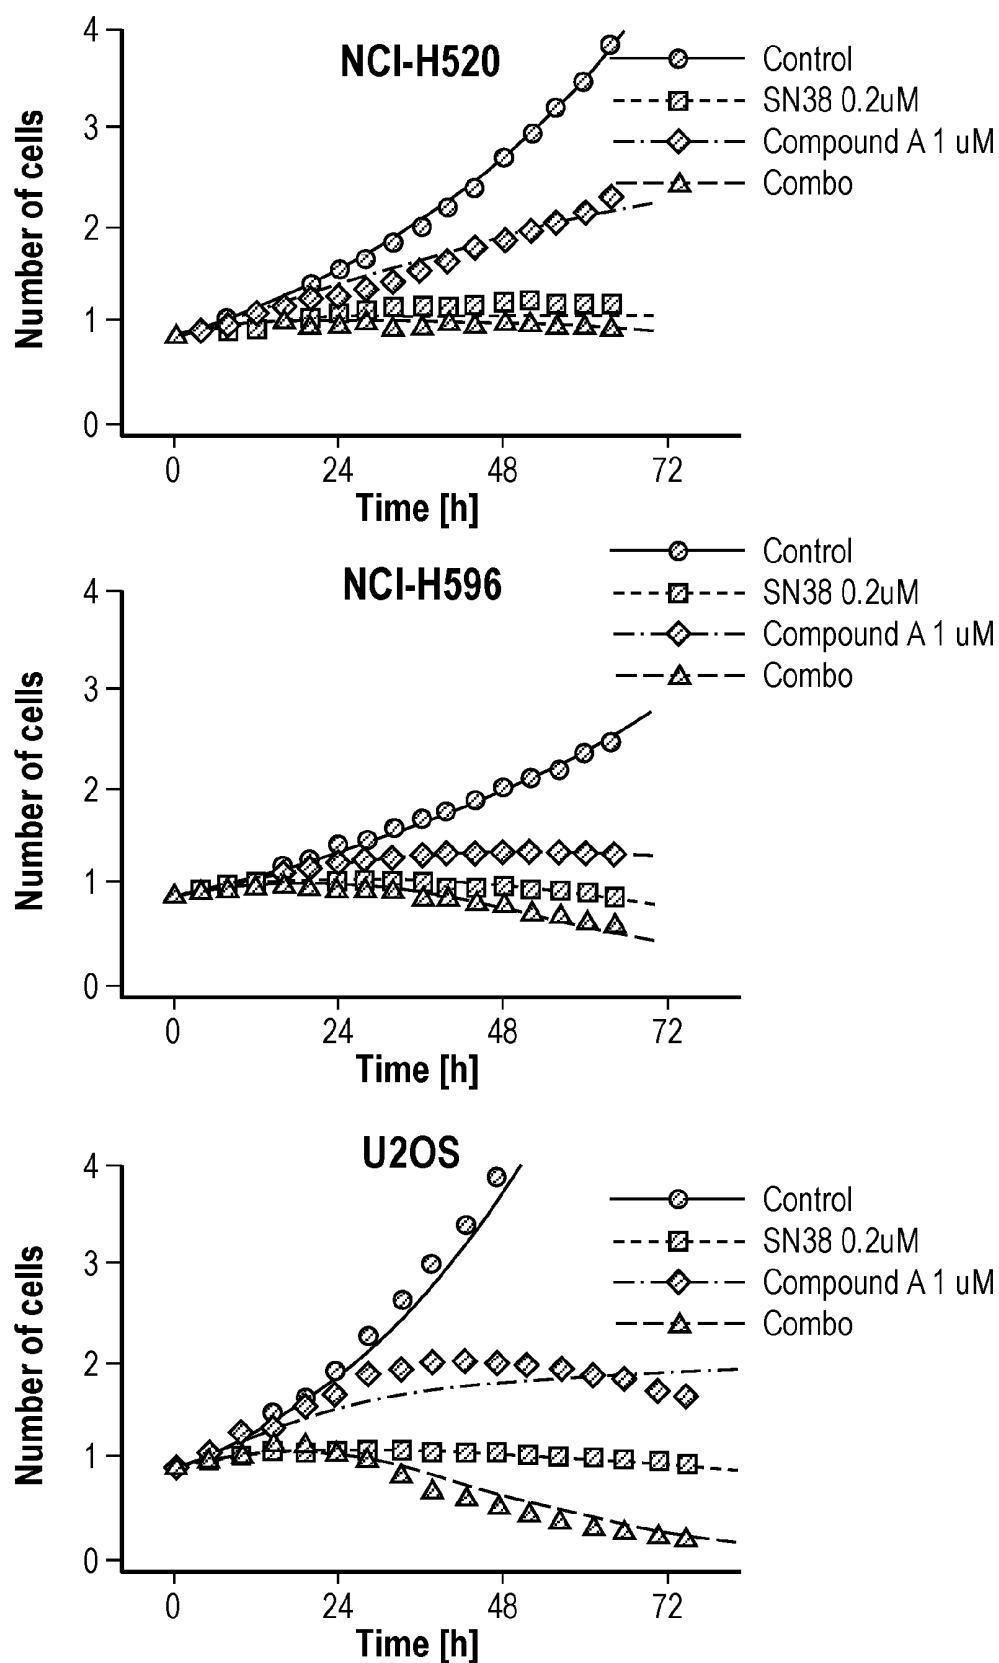 NCI-H520
Number of cells
4
3
2
1
0
0 24 48 72
Time [h]
Control
SN38 0.2uM
Compound A 1 uM
Combo
NCI-H596
Number of cells
4
3
2
1
0
0 24 48 72
Time [h]
Control
SN38 0.2uM
Compound A 1 uM
Combo
U2OS
Number of cells
4
3
2
1
0
0 24 48 72
Time [h]
Control
SN38 0.2uM
Compound A 1 uM
Combo